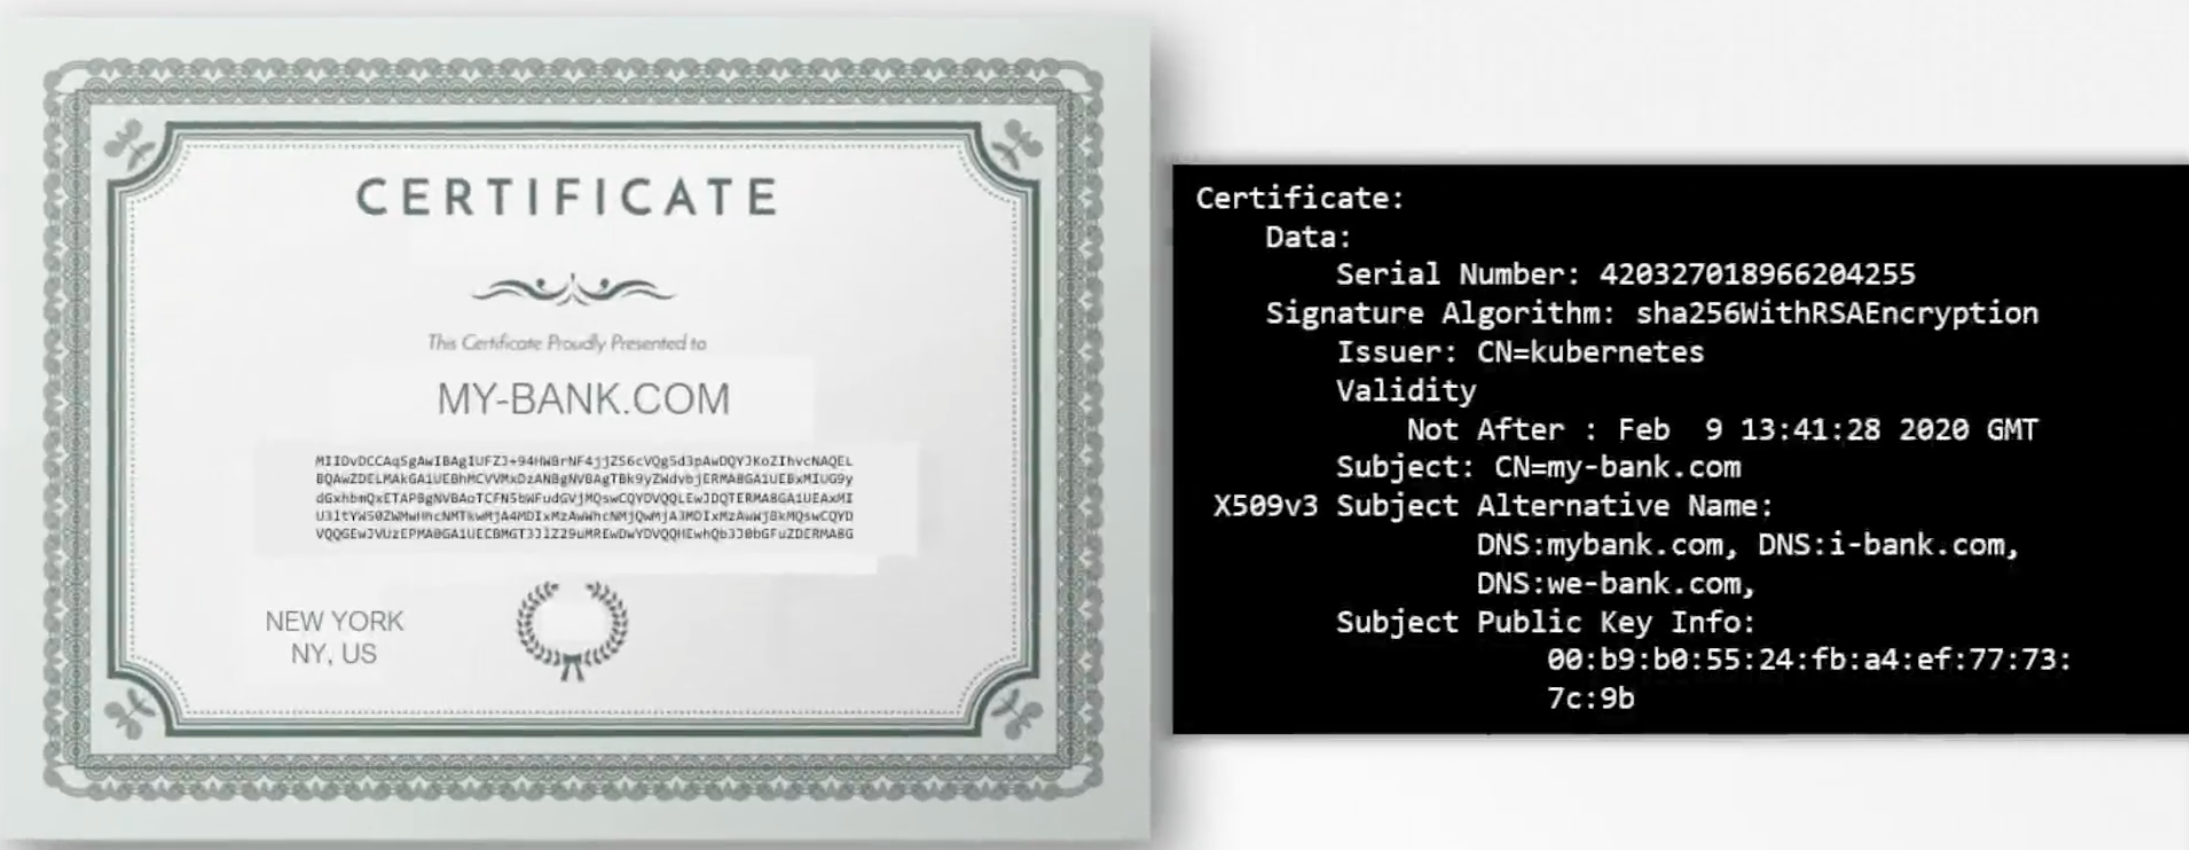 CERTIFICATE
This Certificate Proudly Presented to
MY-BANK.COM
NEW YORK
NY, US
Certificate:
Data:
Serial Number: 420327018966204255
Signature Algorithm: sha256WithRSAEncryption
Issuer: CN=kubernetes
Validity
Not After : Feb  9 13:41:28 2020 GMT
Subject: CN=my-bank.com
X509v3 Subject Alternative Name:
DNS:mybank.com, DNS:i-bank.com,
DNS:we-bank.com,
Subject Public Key Info:
00:b9:b0:55:24:fb:a4:ef:77:73:
7c:9b